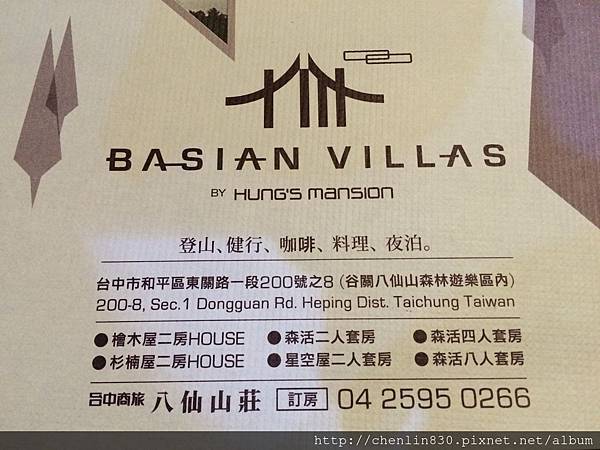 BASIAN VILLAS
BY HUNG'S MANSION
登山、健行、咖啡、料理、夜泊。
台中市和平區東關路一段200號之8 (谷關八仙山森林遊樂區內)
200-8, Sec.1 Dongguan Rd. Heping Dist. Taichung Taiwan
●檜木屋二房HOUSE ●森活二人套房 ●森活四人套房
●杉楠屋二房HOUSE ●星空屋二人套房 ●森活八人套房
台中商旅 八仙山莊 訂房 04 2595 0266
http://chenlin830.pixnet.net/album